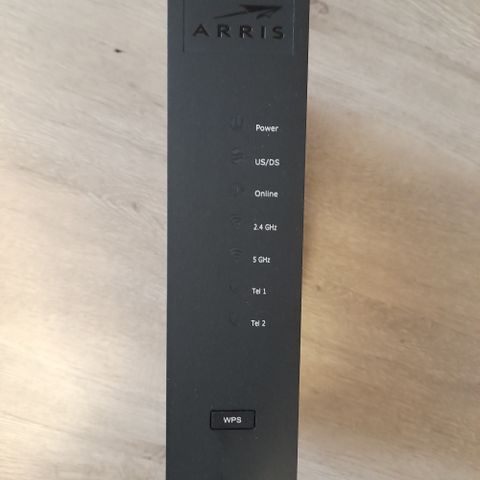 ARRIS
Power
US/DS
Online
2.4 GHz
5 GHz
Tel 1
Tel 2
WPS